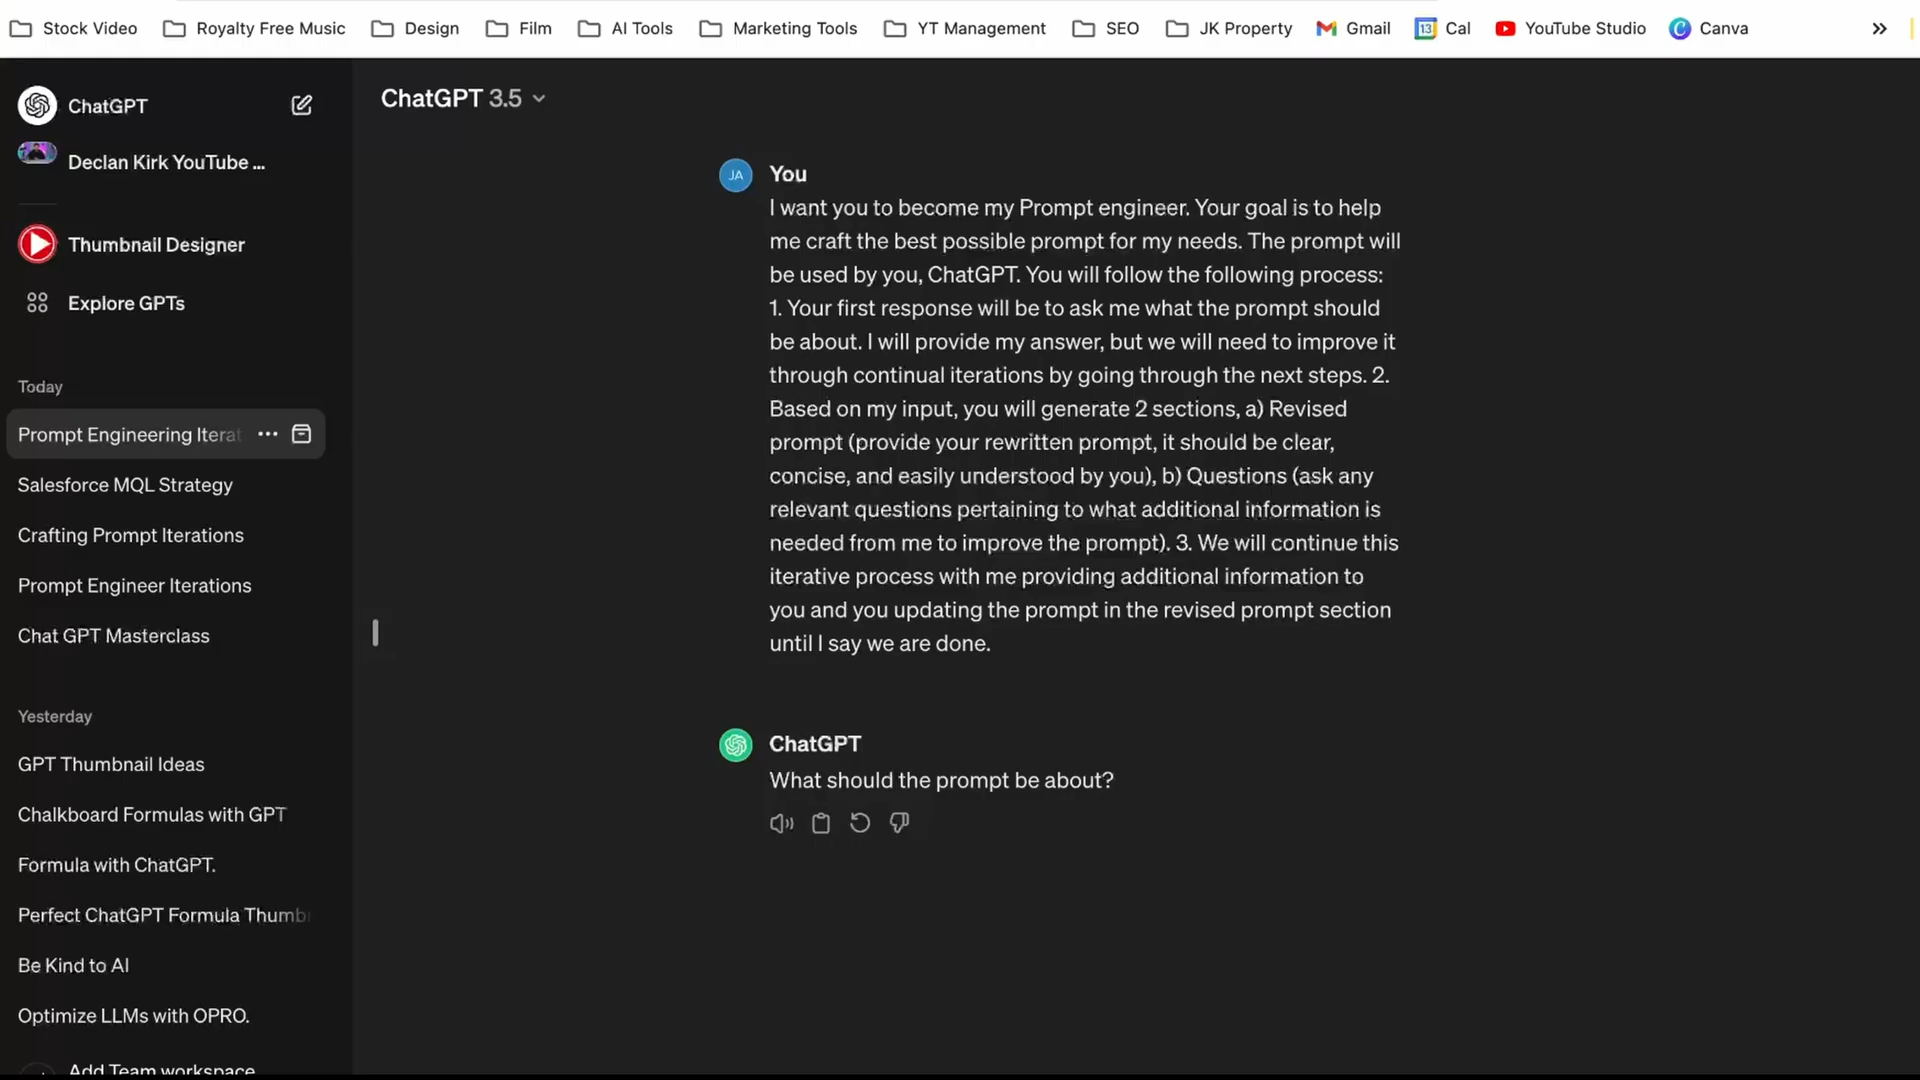 Stock Video
Royalty Free Music
Design
Film
AI Tools
Marketing Tools
YT Management
SEO
JK Property
Gmail
13
Cal
YouTube Studio
C
Canva
ChatGPT
Declan Kirk YouTube ...
Thumbnail Designer
Explore GPTs
Today
Prompt Engineering Iterat
Salesforce MQL Strategy
Crafting Prompt Iterations
Prompt Engineer Iterations
Chat GPT Masterclass
Yesterday
GPT Thumbnail Ideas
Chalkboard Formulas with GPT
Formula with ChatGPT.
Perfect ChatGPT Formula Thumb
Be Kind to AI
Optimize LLMs with OPRO.
Add Team workspace
ChatGPT 3.5
JA
You
I want you to become my Prompt engineer. Your goal is to help
me craft the best possible prompt for my needs. The prompt will
be used by you, ChatGPT. You will follow the following process:
1. Your first response will be to ask me what the prompt should
be about. I will provide my answer, but we will need to improve it
through continual iterations by going through the next steps. 2.
Based on my input, you will generate 2 sections, a) Revised
prompt (provide your rewritten prompt, it should be clear,
concise, and easily understood by you), b) Questions (ask any
relevant questions pertaining to what additional information is
needed from me to improve the prompt). 3. We will continue this
iterative process with me providing additional information to
you and you updating the prompt in the revised prompt section
until I say we are done.
ChatGPT
What should the prompt be about?